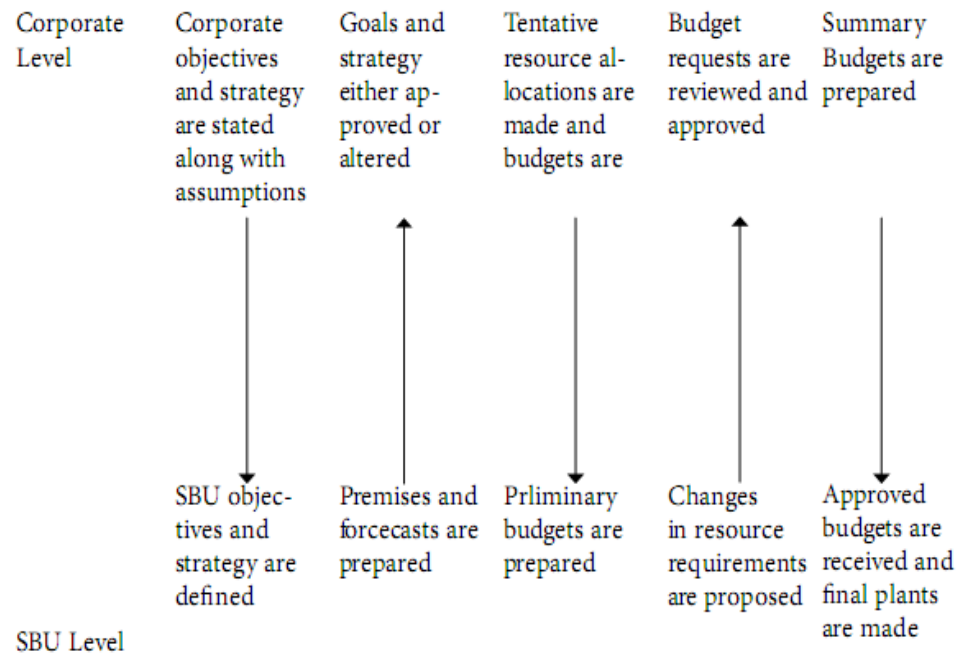 Corporate
Level
Corporate
objectives
and strategy
are stated
along with
assumptions
Goals and
strategy
either ap-
proved or
altered
Tentative
resource al-
locations are
made and
budgets are
Budget
requests are
reviewed and
approved
Summary
Budgets are
prepared
SBU objec-
tives and
strategy are
defined
Premises and
forcecasts are
prepared
Prliminary
budgets are
prepared
Changes
in resource
requirements
are proposed
Approved
budgets are
received and
final plants
are made
SBU Level